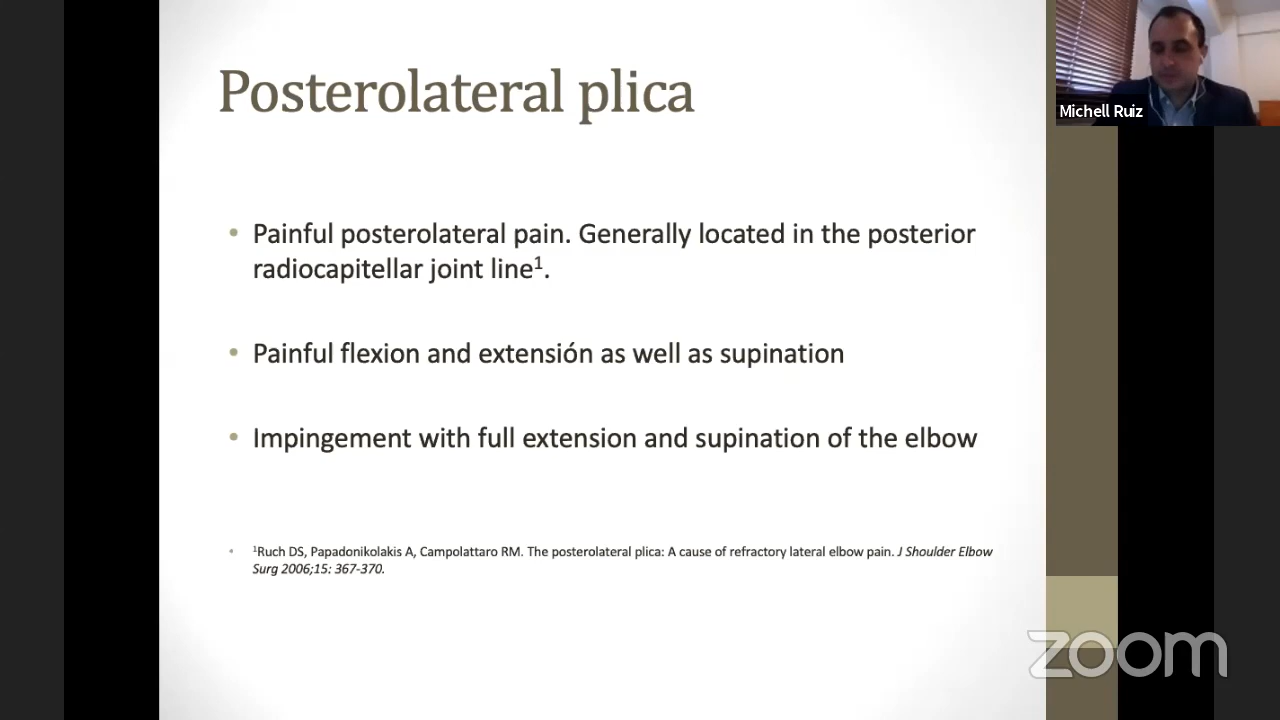 Posterolateral plica
Michell Ruiz
• Painful posterolateral pain. Generally located in the posterior
radiocapitellar joint line¹.
• Painful flexion and extensión as well as supination
• Impingement with full extension and supination of the elbow
• ¹Ruch DS, Papadonikolakis A, Campolattaro RM. The posterolateral plica: A cause of refractory lateral elbow pain. J Shoulder Elbow
Surg 2006;15: 367-370.
zoom